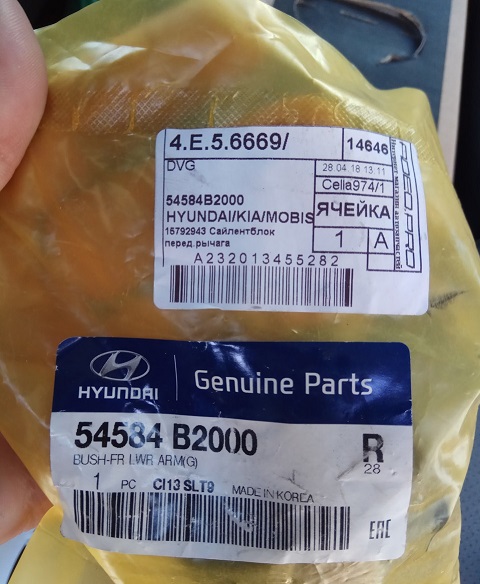 4.E.5.6669/
14646
DVG
28.04.18 13:11
Cella974/1
54584B2000
HYUNDAI/KIA/MOBIS
ЯЧЕЙКА
16792943 Сайлентблок
перед.рычага
1 A
A232013455282
HYUNDAI
Genuine Parts
54584 B2000
R
28
BUSH-FR LWR ARM(G)
1 PC CI13 SLT9 MADE IN KOREA
EAC